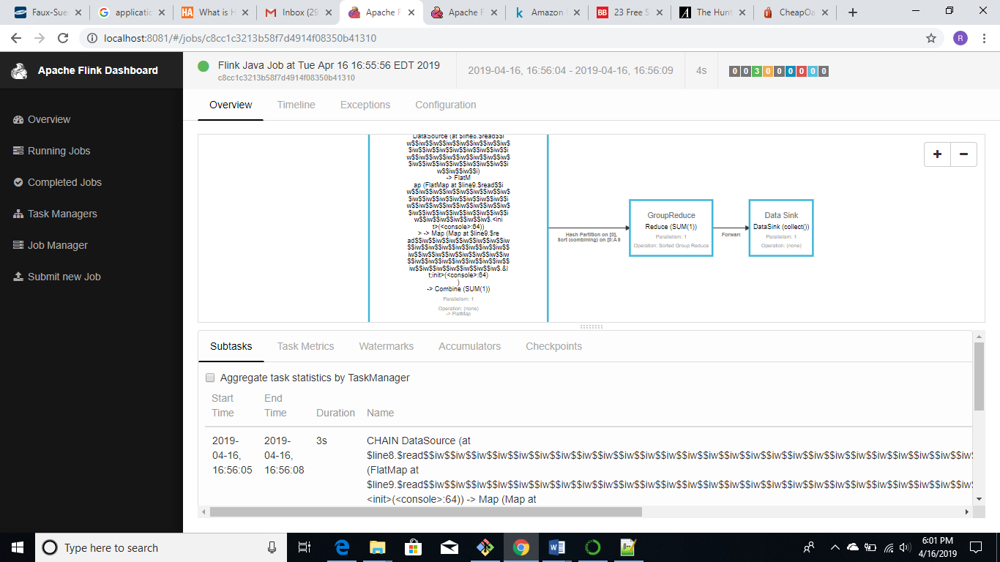 Faux-Sue
applicatio
What is H
Inbox (29
Apache F
Apache F
Amazon
23 Free S
The Hunt
CheapOa
localhost:8081/#/jobs/c8cc1c3213b58f7d4914f08350b41310
R
Apache Flink Dashboard
Overview
Running Jobs
Completed Jobs
Task Managers
Job Manager
Submit new Job
Flink Java Job at Tue Apr 16 16:55:56 EDT 2019
c8cc1c3213b58f7d4914f08350b41310
2019-04-16, 16:56:04 - 2019-04-16, 16:56:09
4s
0 0 3 0 0 0 0 0 0
Overview Timeline Exceptions Configuration
DataSource (at $line8.$read$$i
w$$iw$$iw$$iw$$iw$$iw$$iw$$iw$
$iw$$iw$$iw$$iw$$iw$$iw$$iw$$i
w$$iw$$iw$$iw$$iw$$iw$$iw$$iw$
$iw$$iw$$iw$$iw$$iw$$iw$$iw$$i
w$$iw$$iw$$i)
-> FlatM
ap (FlatMap at $line9.$read$$i
w$$iw$$iw$$iw$$iw$$iw$$iw$$iw$
$iw$$iw$$iw$$iw$$iw$$iw$$iw$$i
w$$iw$$iw$$iw$$iw$$iw$$iw$$iw$
$iw$$iw$$iw$$iw$$iw$$iw$$iw$$i
w$$iw$$iw$$iw$$iw$$iw$.<ini
t>(<console>:64))
> -> Map (Map at $line9.$re
ad$$iw$$iw$$iw$$iw$$iw$$iw$$iw
$$iw$$iw$$iw$$iw$$iw$$iw$$iw$$
iw$$iw$$iw$$iw$$iw$$iw$$iw$$iw
$$iw$$iw$$iw$$iw$$iw$$iw$$iw$$
iw$$iw$$iw$$iw$$iw$$iw$.&l
t;init>(<console>:64)
)
-> Combine (SUM(1))
Parallelism: 1
Operation: (none)
-> FlatMap
Hash Partition on [0],
Sort (combining) on [0:AS
GroupReduce
Reduce (SUM(1))
Parallelism: 1
Operation: Sorted Group Reduce
Forward
Data Sink
DataSink (collect())
Parallelism: 1
Operation: (none)
+ −
Subtasks Task Metrics Watermarks Accumulators Checkpoints
Aggregate task statistics by TaskManager
Start Time
End Time
Duration
Name
2019-04-16, 16:56:05
2019-04-16, 16:56:08
3s
CHAIN DataSource (at
$line8.$read$$iw$$iw$$iw$$iw$$iw$$iw$$iw$$iw$$iw$$iw$$iw$$iw$$iw$$iw$$iw$$iw$$iw$$iw$$iw$$iw$$iw$$iw$$iw$$iw$$iw$
(FlatMap at
$line9.$read$$iw$$iw$$iw$$iw$$iw$$iw$$iw$$iw$$iw$$iw$$iw$$iw$$iw$$iw$$iw$$iw$$iw$$iw$$iw$$iw$$iw$$iw$$iw$$iw$$iw$
<init>(<console>:64)) -> Map (Map at
Type here to search
6:01 PM
4/16/2019